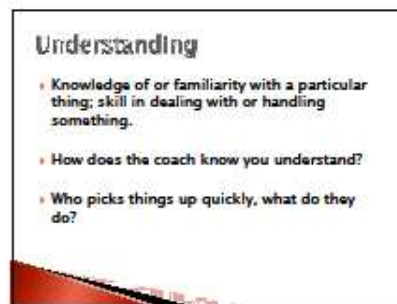 Understanding
Knowledge of or familiarity with a particular
thing; skill in dealing with or handling
something.
How does the coach know you understand?
Who picks things up quickly, what do they
do?